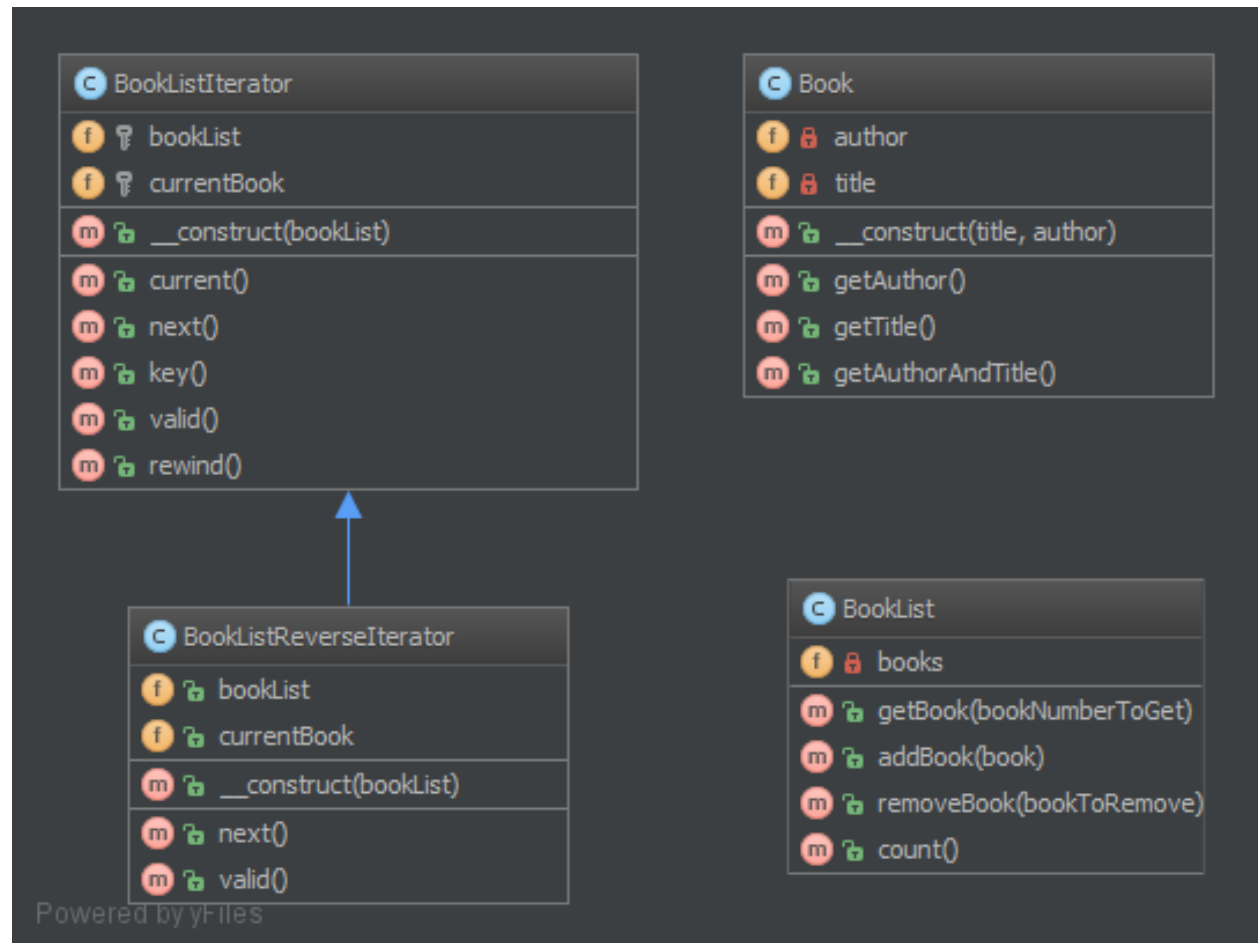 BookListIterator
bookList
currentBook
__construct(bookList)
current()
next()
key()
valid()
rewind()
Book
author
title
__construct(title, author)
getAuthor()
getTitle()
getAuthorAndTitle()
BookListReverseIterator
bookList
currentBook
__construct(bookList)
next()
valid()
BookList
books
getBook(bookNumberToGet)
addBook(book)
removeBook(bookToRemove)
count()
Powered by yFiles